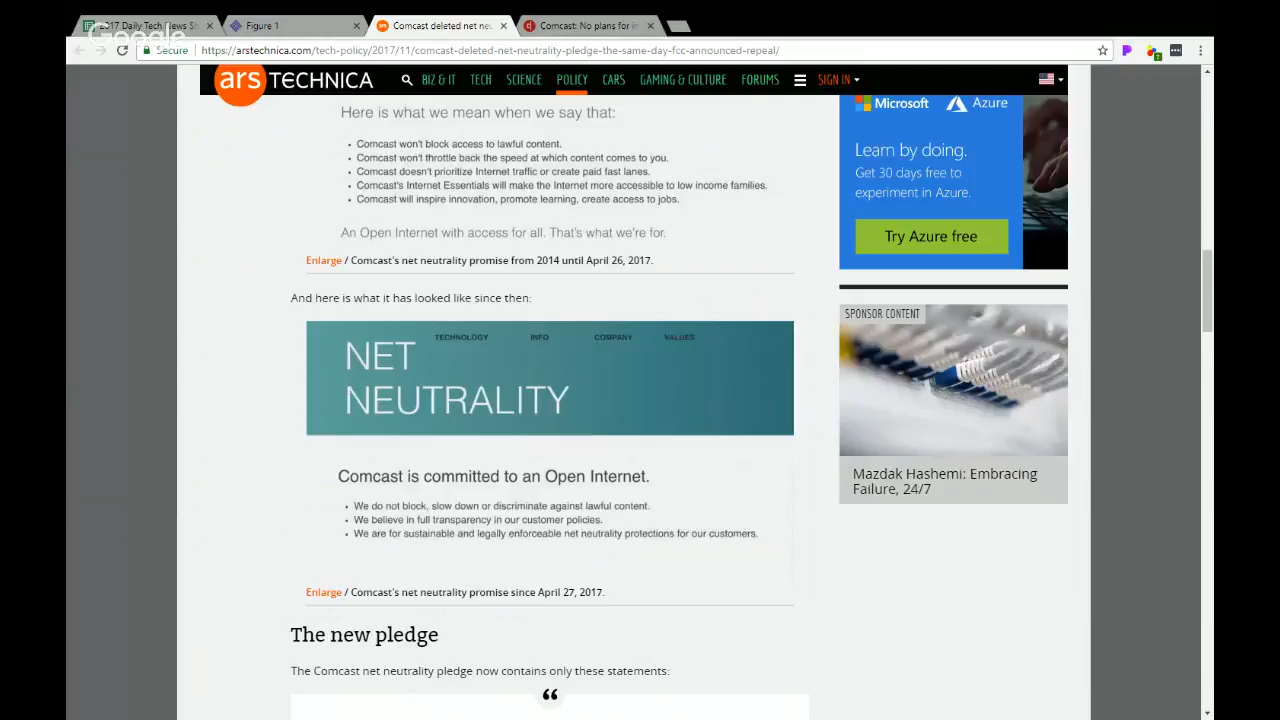 2017 Daily Tech News Sh
Figure 1
Comcast deleted net neu
Comcast: No plans for in
Google
Secure
https://arstechnica.com/tech-policy/2017/11/comcast-deleted-net-neutrality-pledge-the-same-day-fcc-announced-repeal/
ars TECHNICA
BIZ & IT TECH SCIENCE POLICY CARS GAMING & CULTURE FORUMS SIGN IN
Here is what we mean when we say that:
• Comcast won't block access to lawful content.
• Comcast won't throttle back the speed at which content comes to you.
• Comcast doesn't prioritize Internet traffic or create paid fast lanes.
• Comcast's Internet Essentials will make the Internet more accessible to low income families.
• Comcast will inspire innovation, promote learning, create access to jobs.
An Open Internet with access for all. That's what we're for.
Enlarge / Comcast's net neutrality promise from 2014 until April 26, 2017.
And here is what it has looked like since then:
TECHNOLOGY INFO COMPANY VALUES
NET
NEUTRALITY
Comcast is committed to an Open Internet.
• We do not block, slow down or discriminate against lawful content.
• We believe in full transparency in our customer policies.
• We are for sustainable and legally enforceable net neutrality protections for our customers.
Enlarge / Comcast's net neutrality promise since April 27, 2017.
The new pledge
The Comcast net neutrality pledge now contains only these statements:
“
Microsoft Azure
Learn by doing.
Get 30 days free to
experiment in Azure.
Try Azure free
SPONSOR CONTENT
Mazdak Hashemi: Embracing
Failure, 24/7